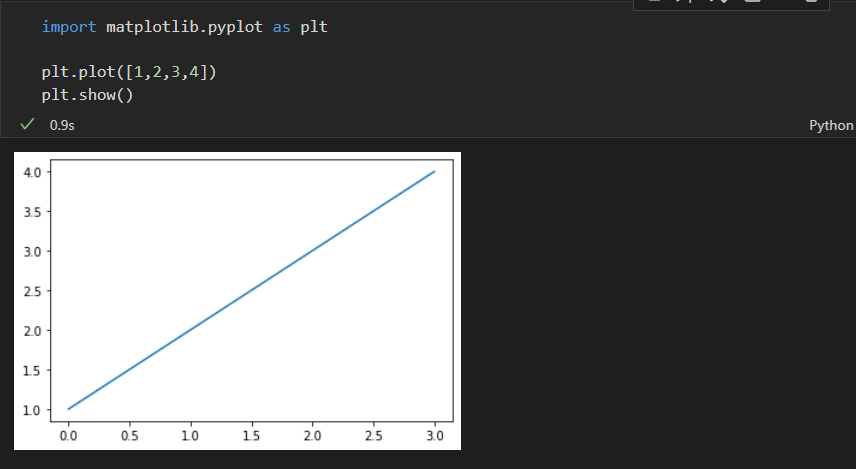 import matplotlib.pyplot as plt
plt.plot([1,2,3,4])
plt.show()
0.9s Python
4.0
3.5
3.0
2.5
2.0
1.5
1.0
0.0 0.5 1.0 1.5 2.0 2.5 3.0